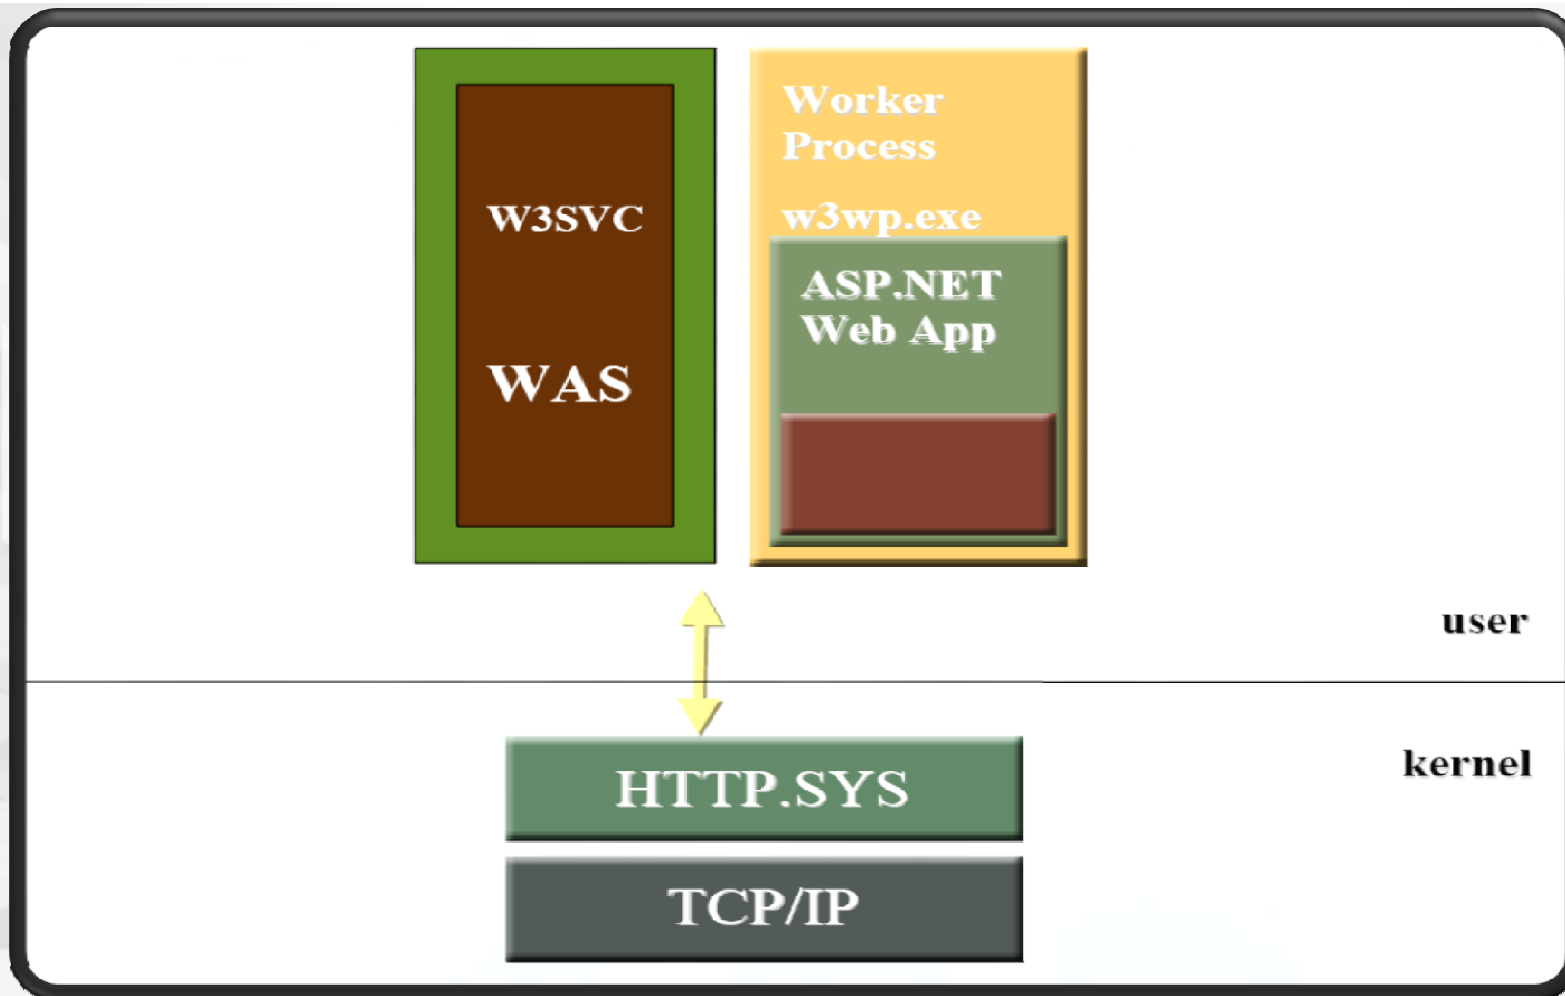 W3SVC
WAS
Worker
Process
w3wp.exe
ASP.NET
Web App
user
kernel
HTTP.SYS
TCP/IP